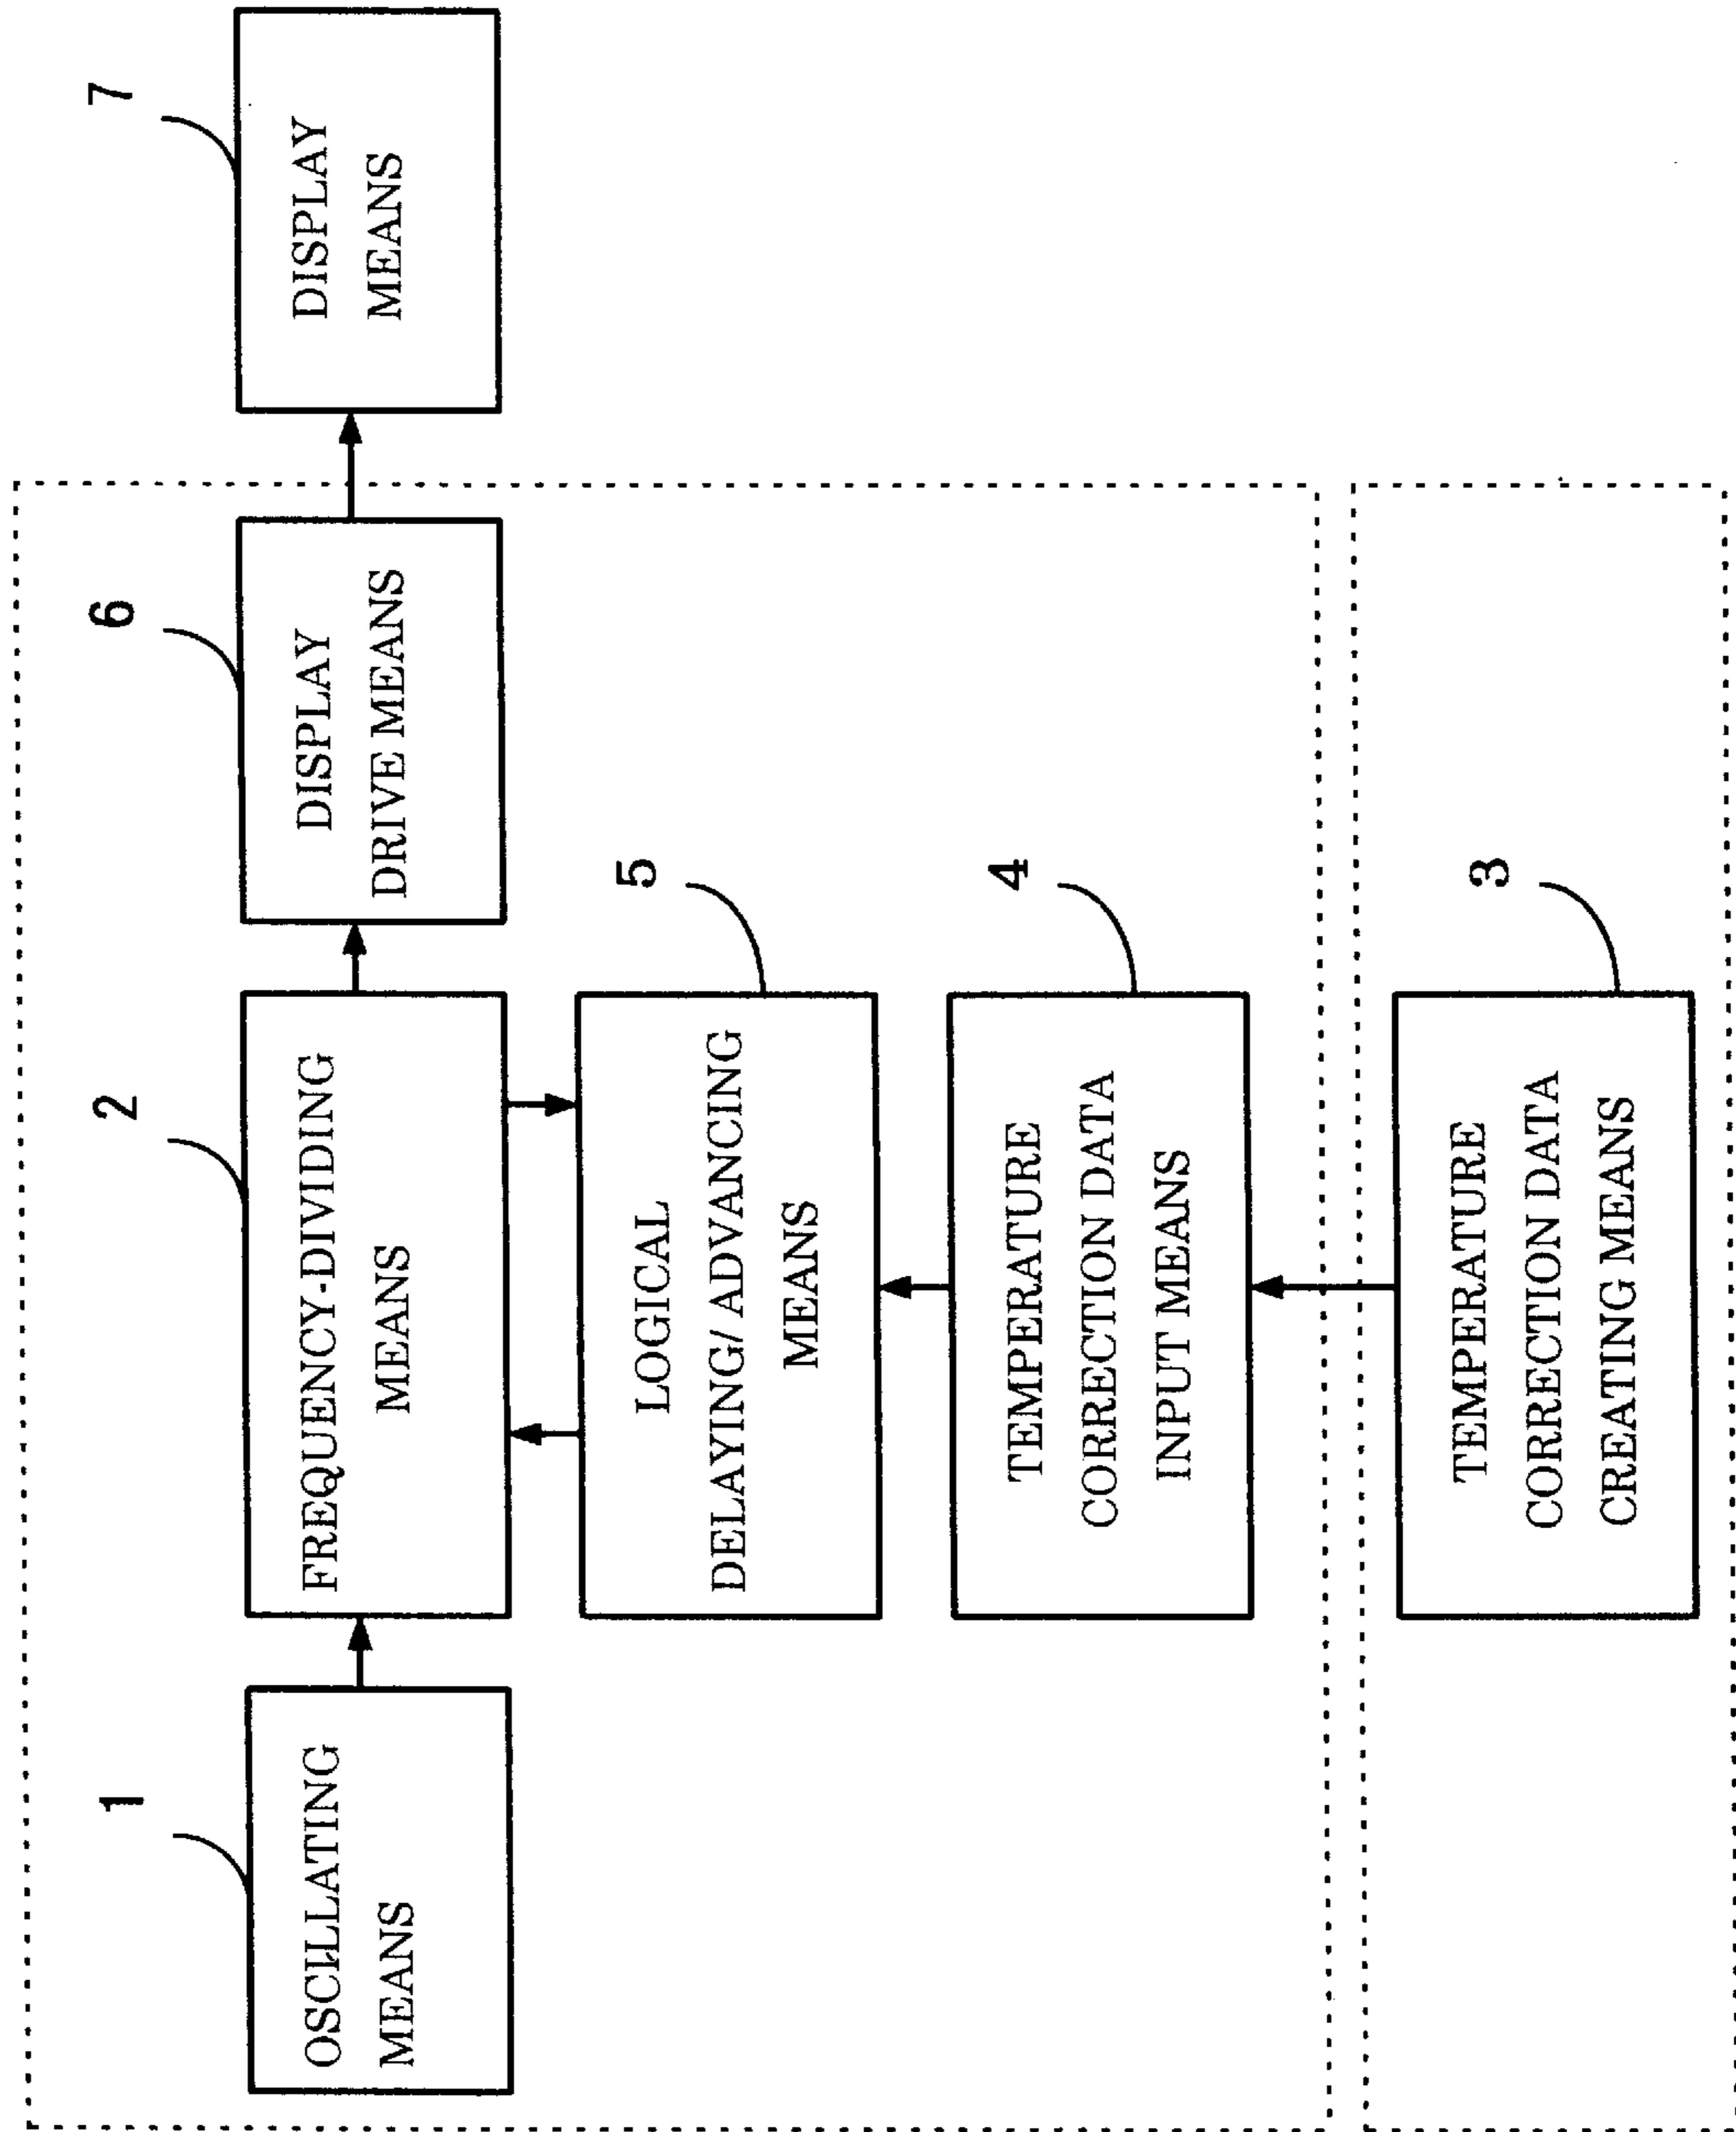 1
OSCILLATING
MEANS
2
FREQUENCY-DIVIDING
MEANS
6
DISPLAY
DRIVE MEANS
7
DISPLAY
MEANS
5
LOGICAL
DELAYING/ ADVANCING
MEANS
4
TEMPERATURE
CORRECTION DATA
INPUT MEANS
3
TEMPERATURE
CORRECTION DATA
CREATING MEANS